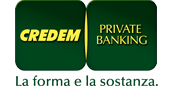 CREDEM
PRIVATE
BANKING
La forma e la sostanza.